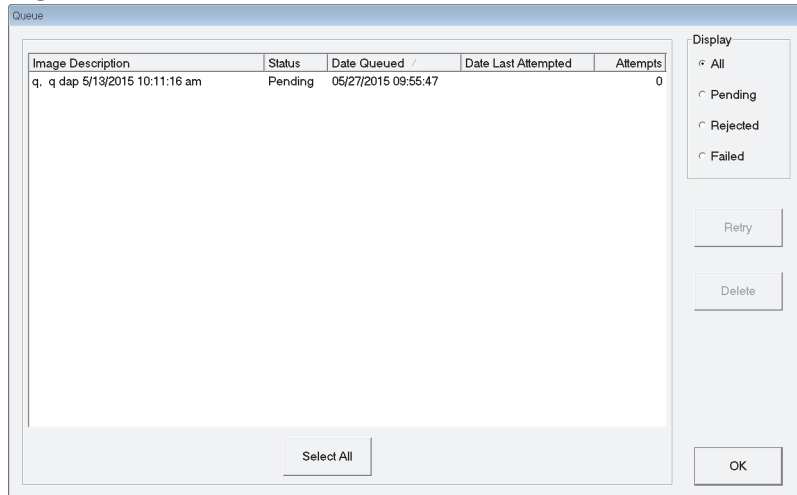 Queue
Image Description Status Date Queued / Date Last Attempted Attempts
q, q dap 5/13/2015 10:11:16 am Pending 05/27/2015 09:55:47 0
Select All
Display
All
Pending
Rejected
Failed
Retry
Delete
OK